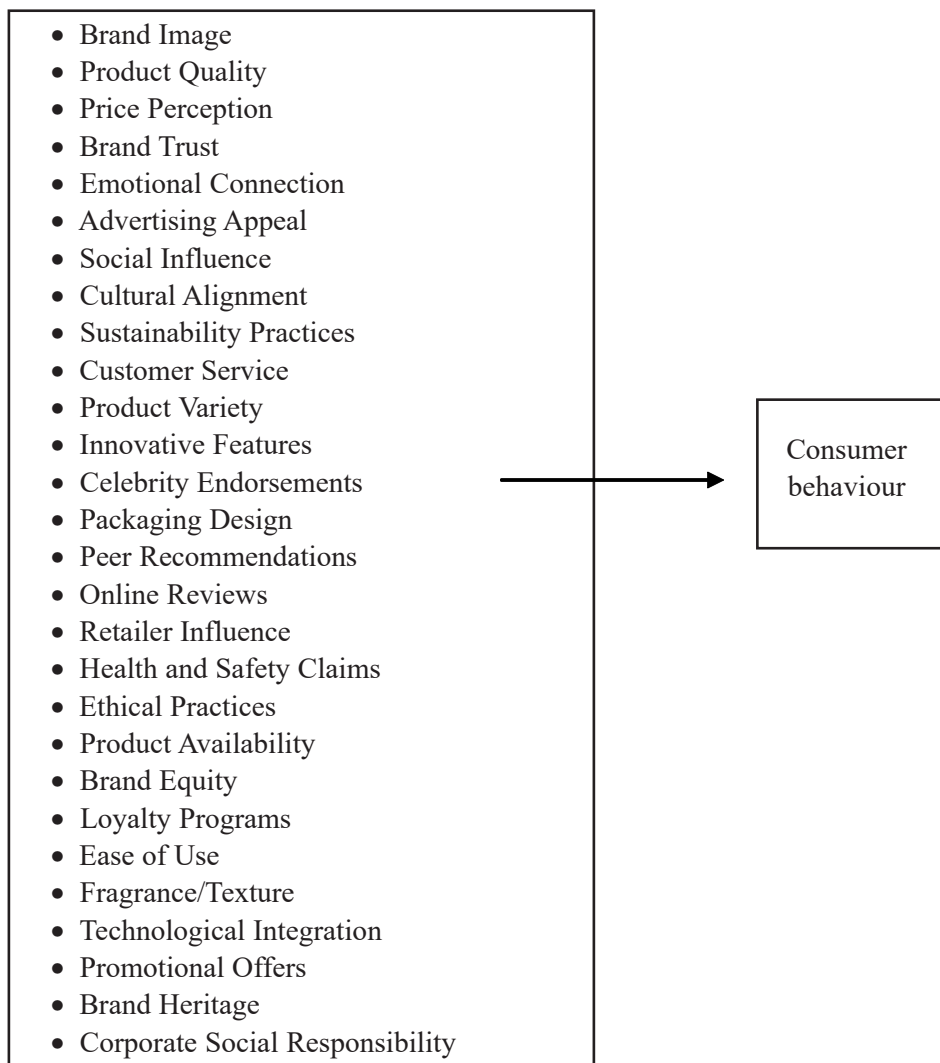 • Brand Image
• Product Quality
• Price Perception
• Brand Trust
• Emotional Connection
• Advertising Appeal
• Social Influence
• Cultural Alignment
• Sustainability Practices
• Customer Service
• Product Variety
• Innovative Features
• Celebrity Endorsements
• Packaging Design
• Peer Recommendations
• Online Reviews
• Retailer Influence
• Health and Safety Claims
• Ethical Practices
• Product Availability
• Brand Equity
• Loyalty Programs
• Ease of Use
• Fragrance/Texture
• Technological Integration
• Promotional Offers
• Brand Heritage
• Corporate Social Responsibility
Consumer
behaviour